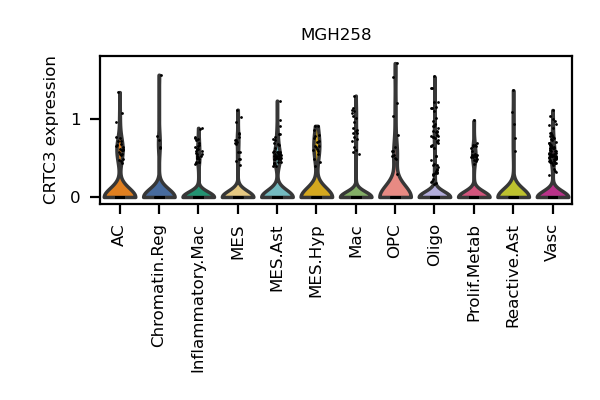 MGH258
CRTC3 expression
1
0
AC
Chromatin.Reg
Inflammatory.Mac
MES
MES.Ast
MES.Hyp
Mac
OPC
Oligo
Prolif.Metab
Reactive.Ast
Vasc